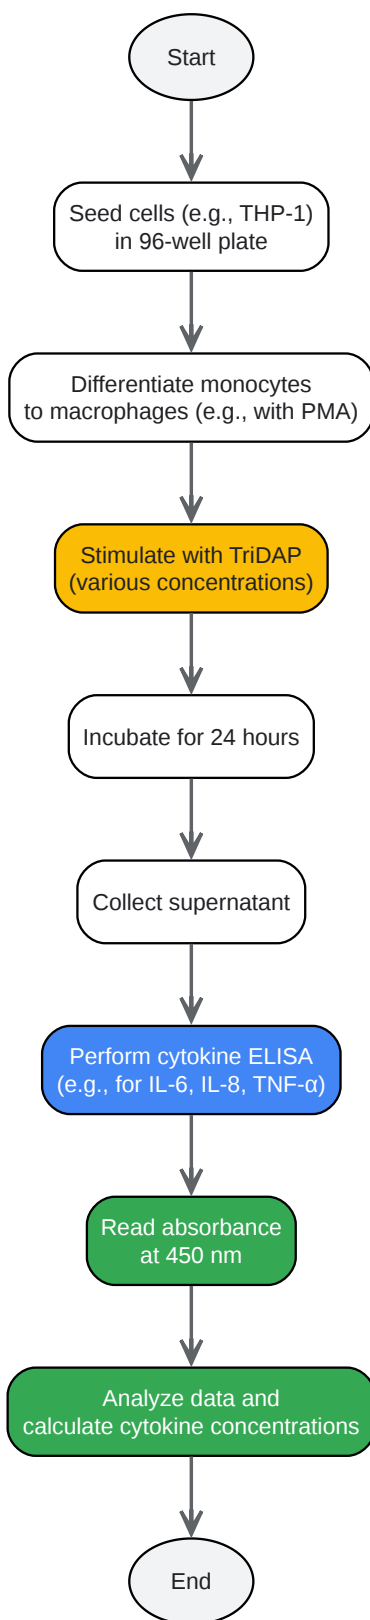 Start
Seed cells (e.g., THP-1)
in 96-well plate
Differentiate monocytes
to macrophages (e.g., with PMA)
Stimulate with TriDAP
(various concentrations)
Incubate for 24 hours
Collect supernatant
Perform cytokine ELISA
(e.g., for IL-6, IL-8, TNF-α)
Read absorbance
at 450 nm
Analyze data and
calculate cytokine concentrations
End